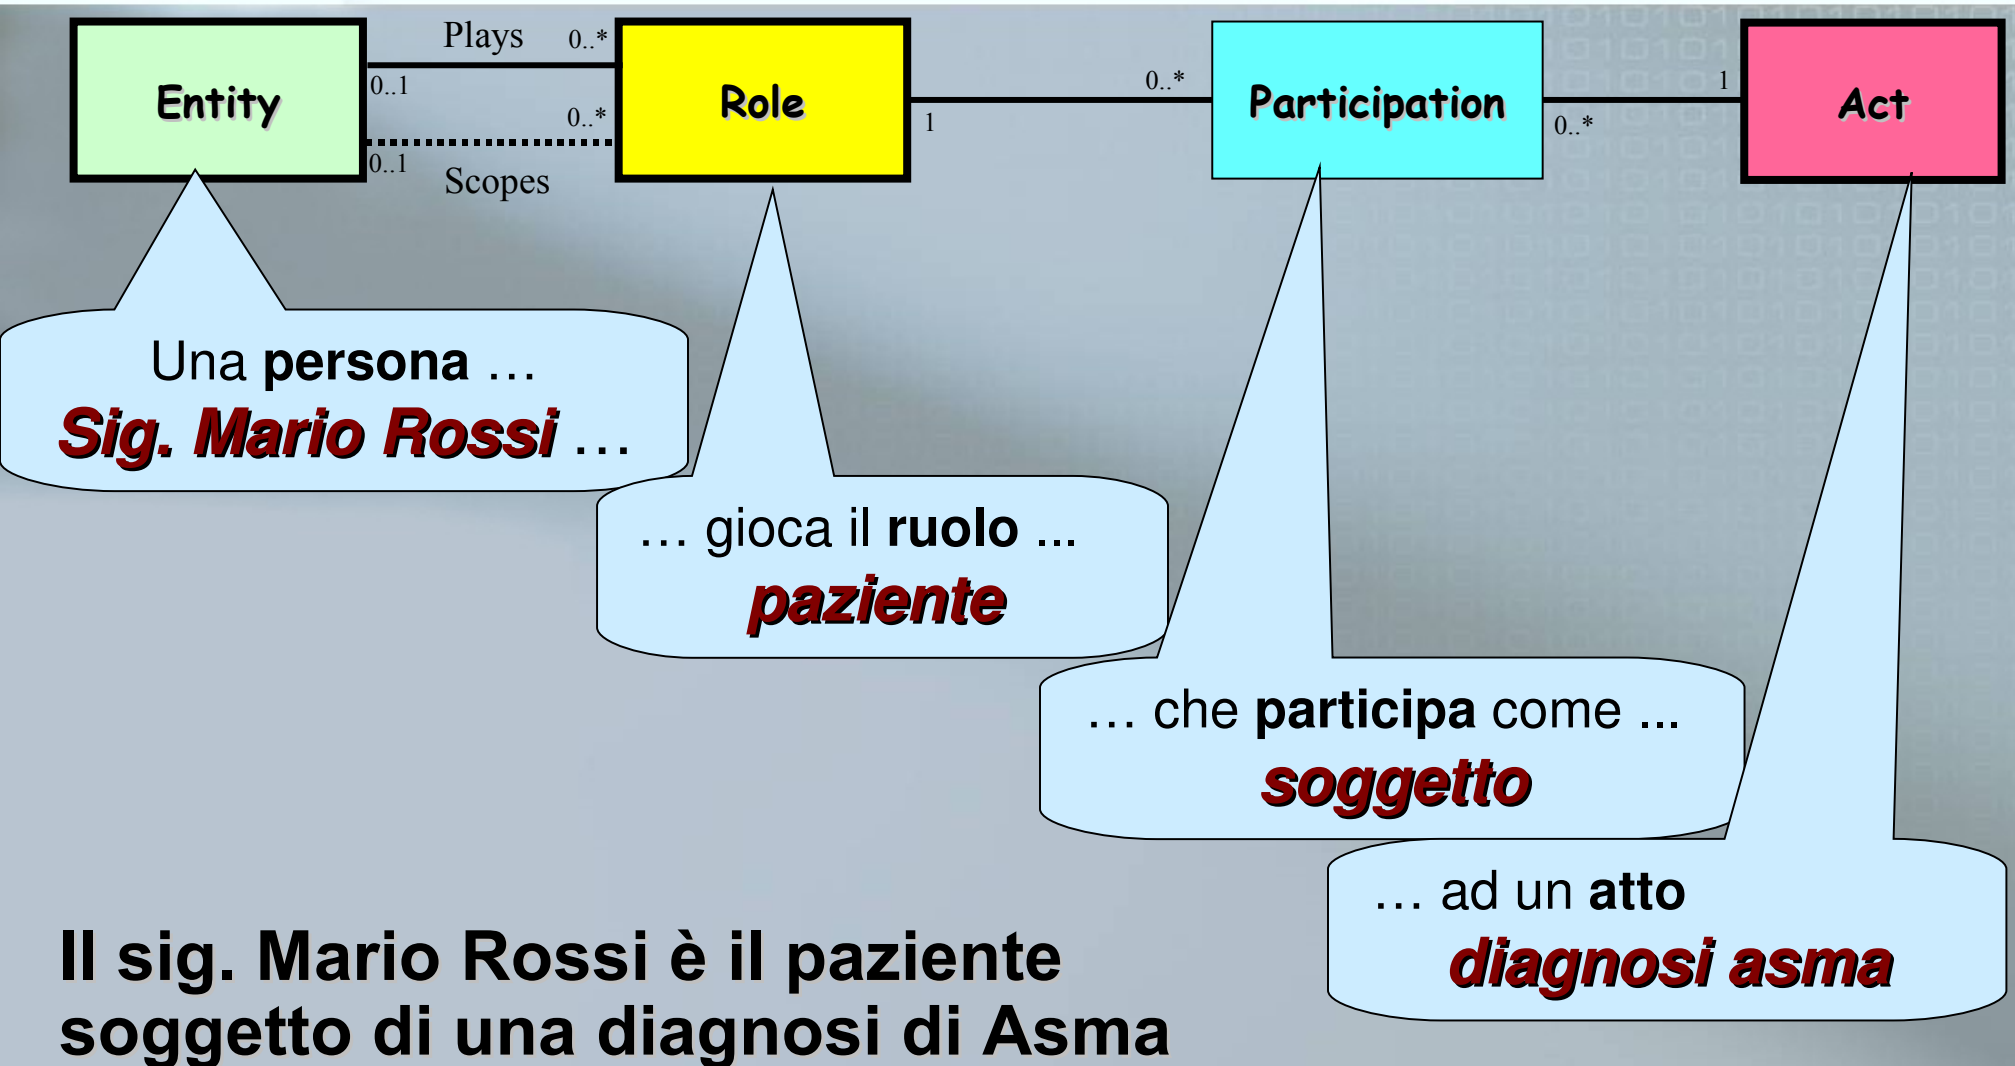 Plays
0..*
Entity
0..1
Role
0..*
0..1
Scopes
1
0..*
Participation
0..*
1
Act
Una persona …
Sig. Mario Rossi …
… gioca il ruolo ...
paziente
… che participa come ...
soggetto
… ad un atto
diagnosi asma
Il sig. Mario Rossi è il paziente
soggetto di una diagnosi di Asma